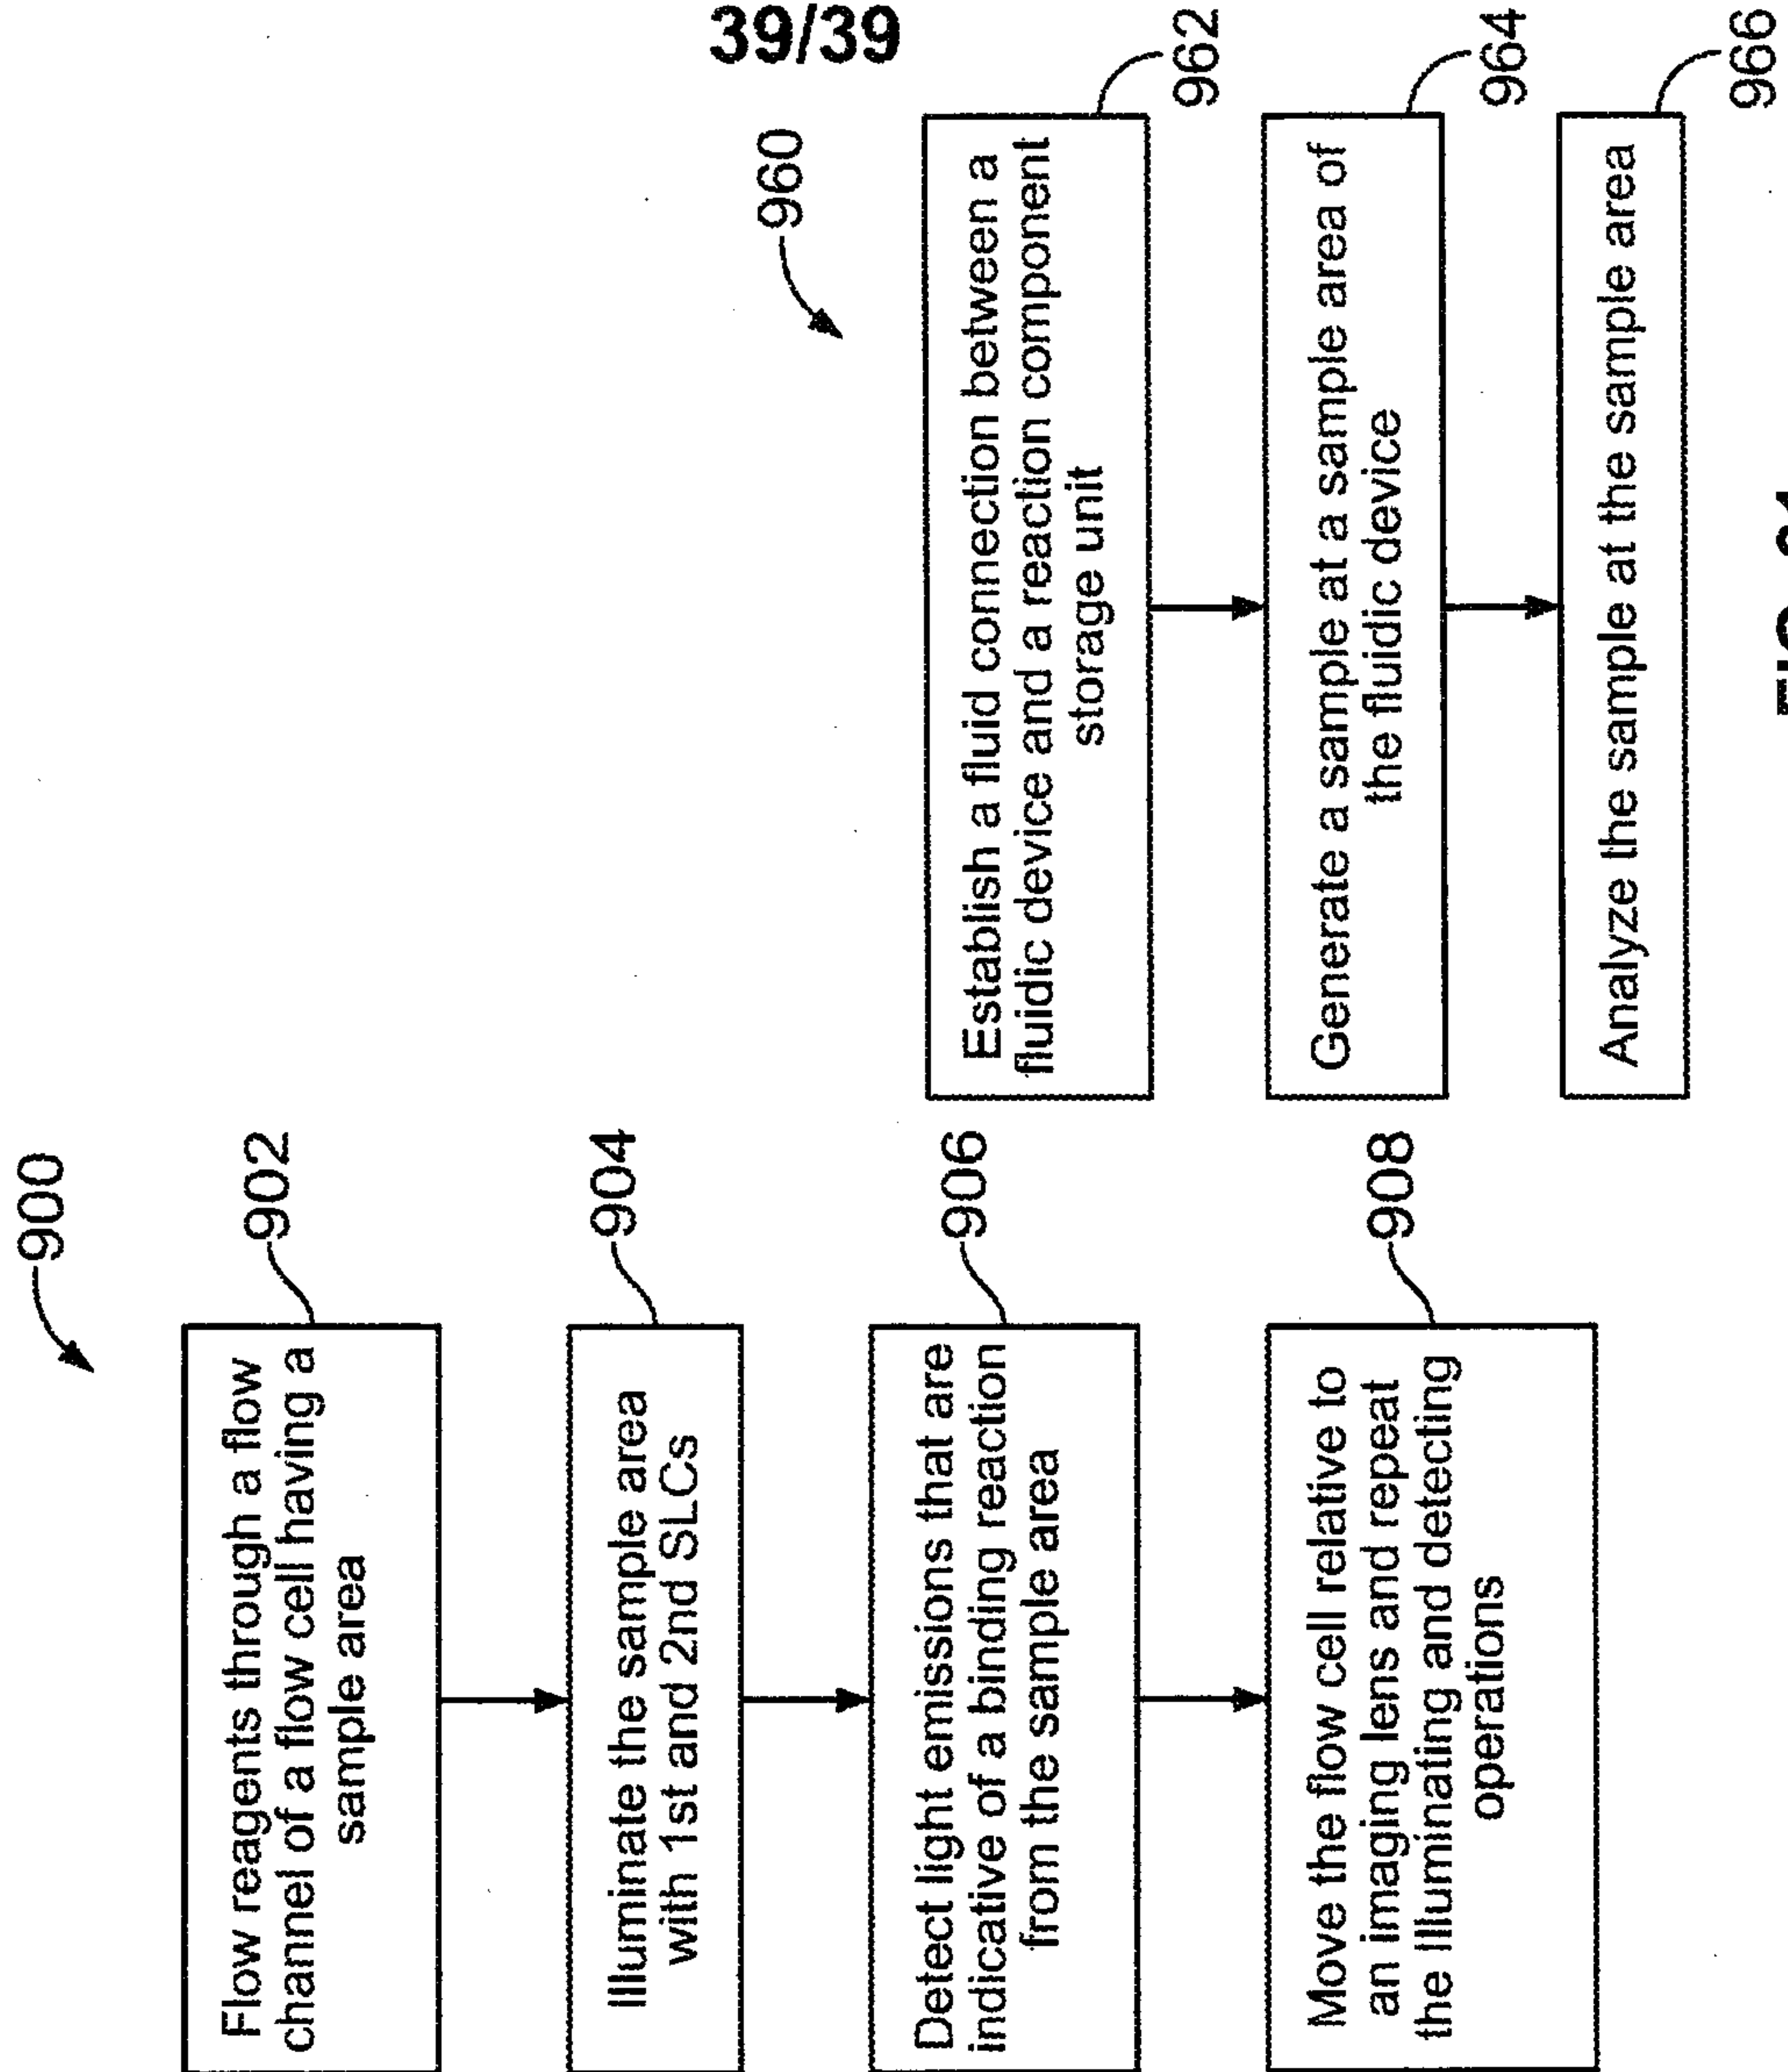 39/39
900
Flow reagents through a flow
channel of a flow cell having a
sample area
902
Illuminate the sample area
with 1st and 2nd SLCs
904
Detect light emissions that are
indicative of a binding reaction
from the sample area
906
Move the flow cell relative to
an imaging lens and repeat
the Illuminating and detecting
operations
908
960
Establish a fluid connection between a
fluidic device and a reaction component
storage unit
962
Generate a sample at a sample area of
the fluidic device
964
Analyze the sample at the sample area
966